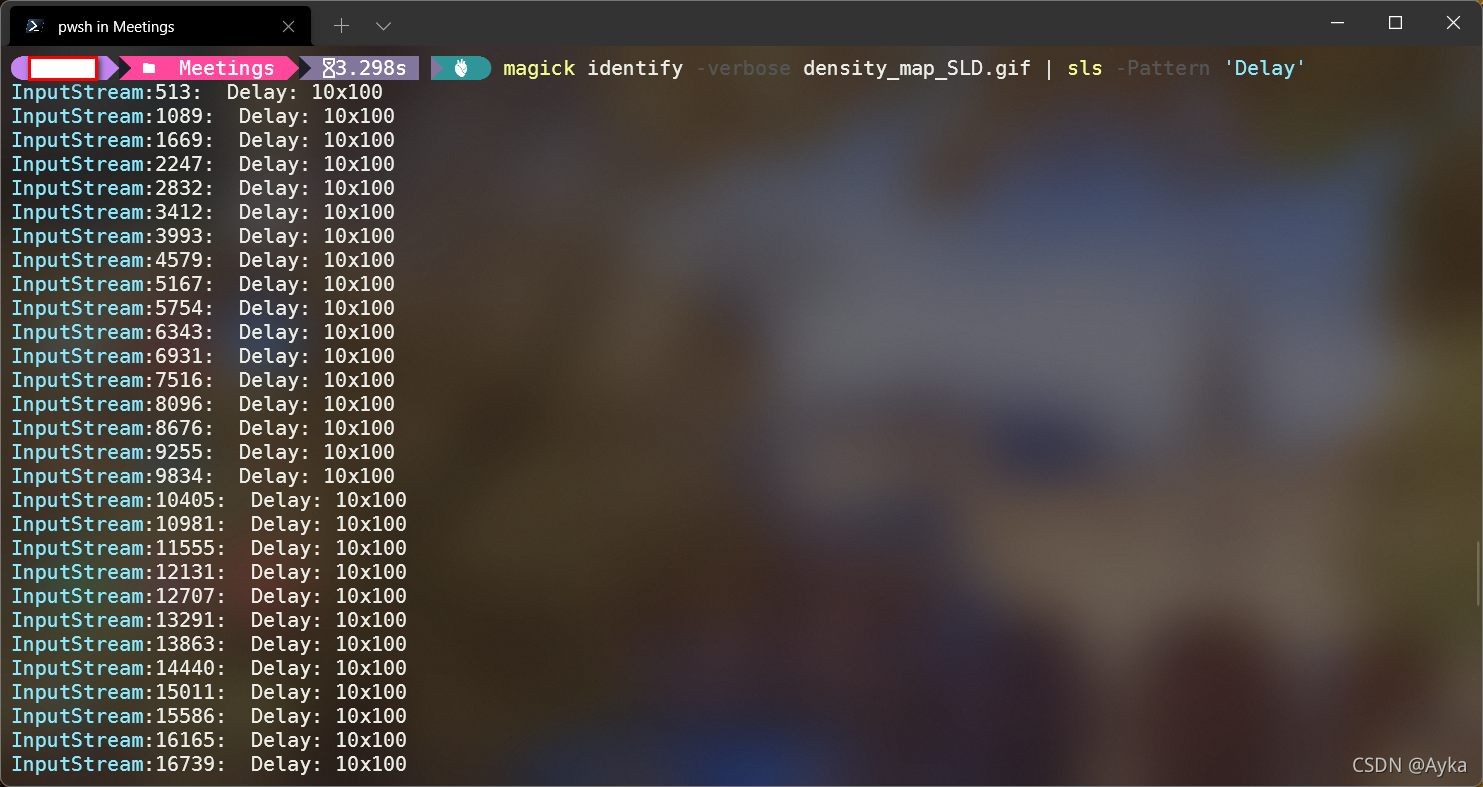 pwsh in Meetings
Meetings 3.298s magick identify -verbose density_map_SLD.gif | sls -Pattern 'Delay'
InputStream:513:  Delay: 10x100
InputStream:1089:  Delay: 10x100
InputStream:1669:  Delay: 10x100
InputStream:2247:  Delay: 10x100
InputStream:2832:  Delay: 10x100
InputStream:3412:  Delay: 10x100
InputStream:3993:  Delay: 10x100
InputStream:4579:  Delay: 10x100
InputStream:5167:  Delay: 10x100
InputStream:5754:  Delay: 10x100
InputStream:6343:  Delay: 10x100
InputStream:6931:  Delay: 10x100
InputStream:7516:  Delay: 10x100
InputStream:8096:  Delay: 10x100
InputStream:8676:  Delay: 10x100
InputStream:9255:  Delay: 10x100
InputStream:9834:  Delay: 10x100
InputStream:10405:  Delay: 10x100
InputStream:10981:  Delay: 10x100
InputStream:11555:  Delay: 10x100
InputStream:12131:  Delay: 10x100
InputStream:12707:  Delay: 10x100
InputStream:13291:  Delay: 10x100
InputStream:13863:  Delay: 10x100
InputStream:14440:  Delay: 10x100
InputStream:15011:  Delay: 10x100
InputStream:15586:  Delay: 10x100
InputStream:16165:  Delay: 10x100
InputStream:16739:  Delay: 10x100
CSDN @Ayka